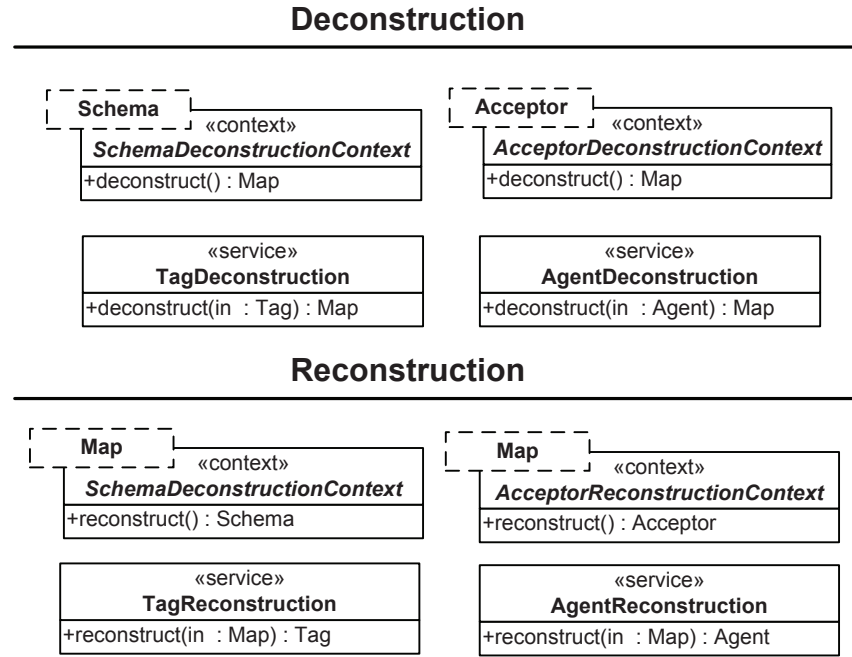 Deconstruction
Schema
«context»
SchemaDeconstructionContext
+deconstruct() : Map
Acceptor
«context»
AcceptorDeconstructionContext
+deconstruct() : Map
«service»
TagDeconstruction
+deconstruct(in : Tag) : Map
«service»
AgentDeconstruction
+deconstruct(in : Agent) : Map
Reconstruction
Map
«context»
SchemaDeconstructionContext
+reconstruct() : Schema
Map
«context»
AcceptorReconstructionContext
+reconstruct() : Acceptor
«service»
TagReconstruction
+reconstruct(in : Map) : Tag
«service»
AgentReconstruction
+reconstruct(in : Map) : Agent